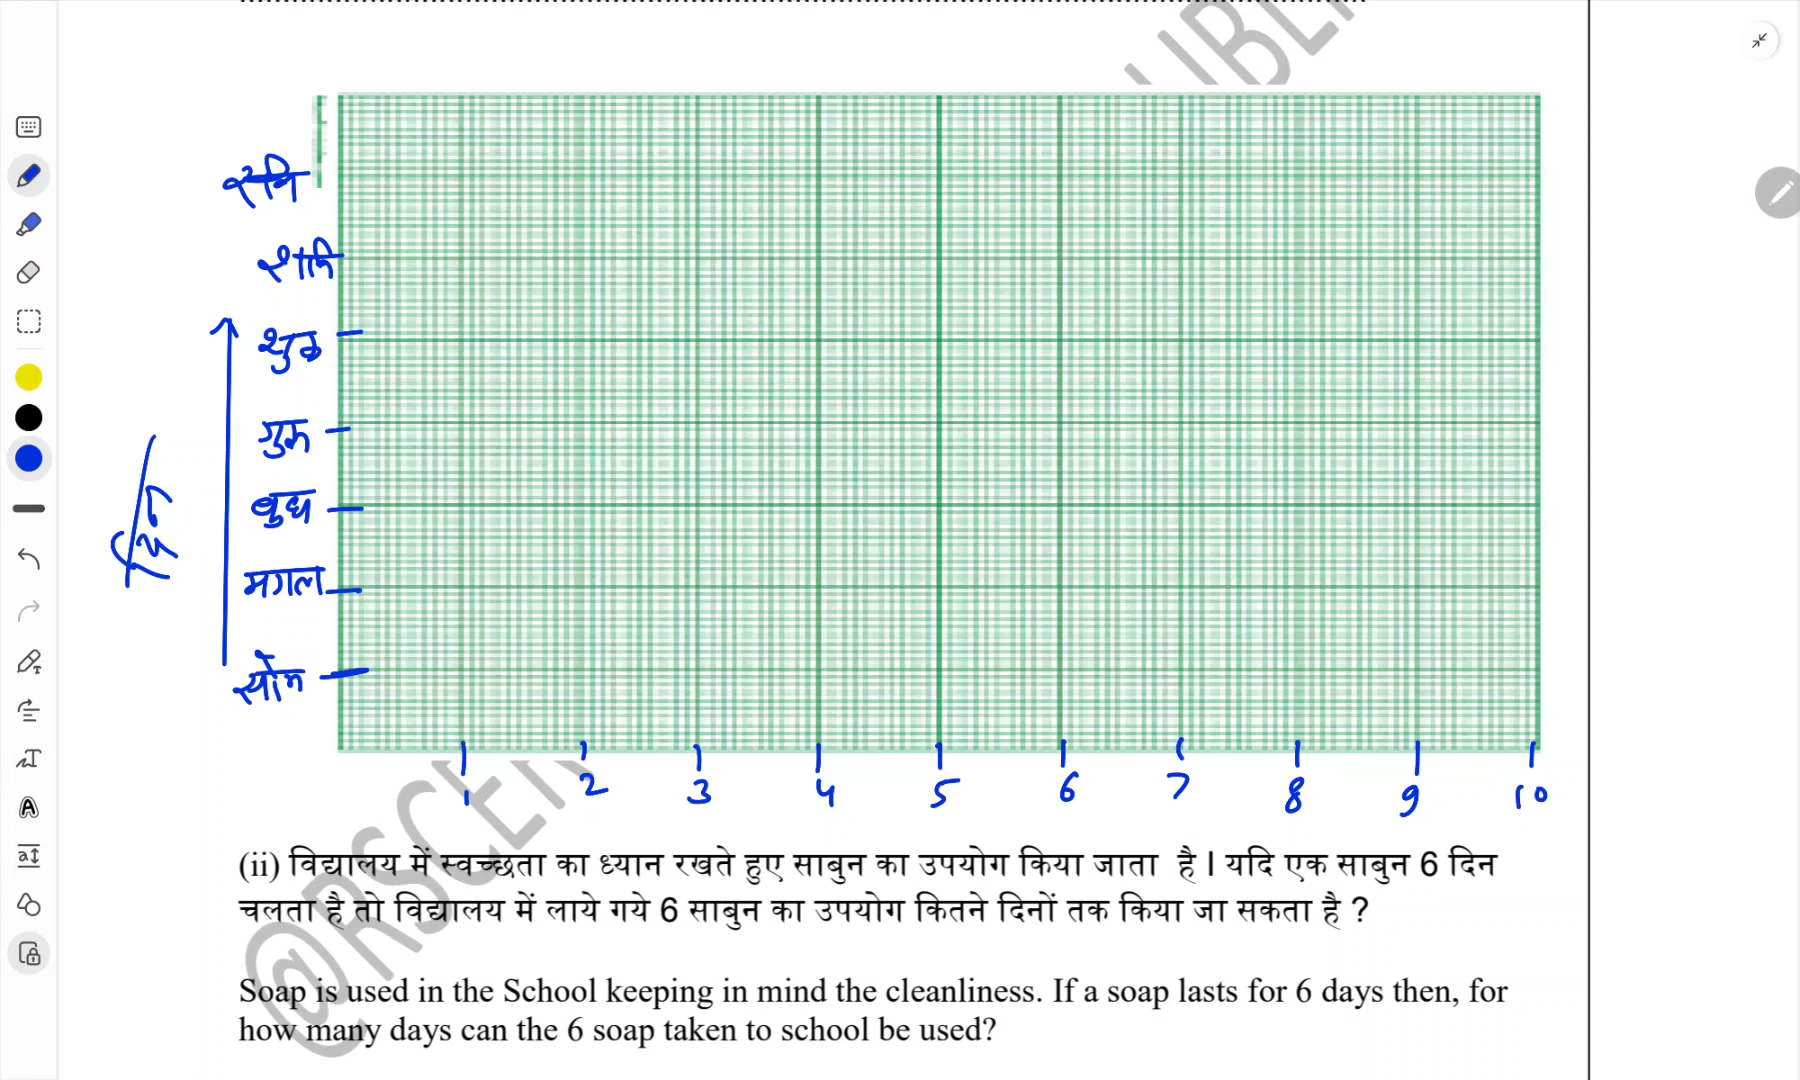 रवि
शनि
शुक्र
गुरू
बुध
मगल
सोम
दिन
1 2 3 4 5 6 7 8 9 10
(ii) विद्यालय में स्वच्छता का ध्यान रखते हुए साबुन का उपयोग किया जाता है l यदि एक साबुन 6 दिन
चलता है तो विद्यालय में लाये गये 6 साबुन का उपयोग कितने दिनों तक किया जा सकता है ?
Soap is used in the School keeping in mind the cleanliness. If a soap lasts for 6 days then, for
how many days can the 6 soap taken to school be used?